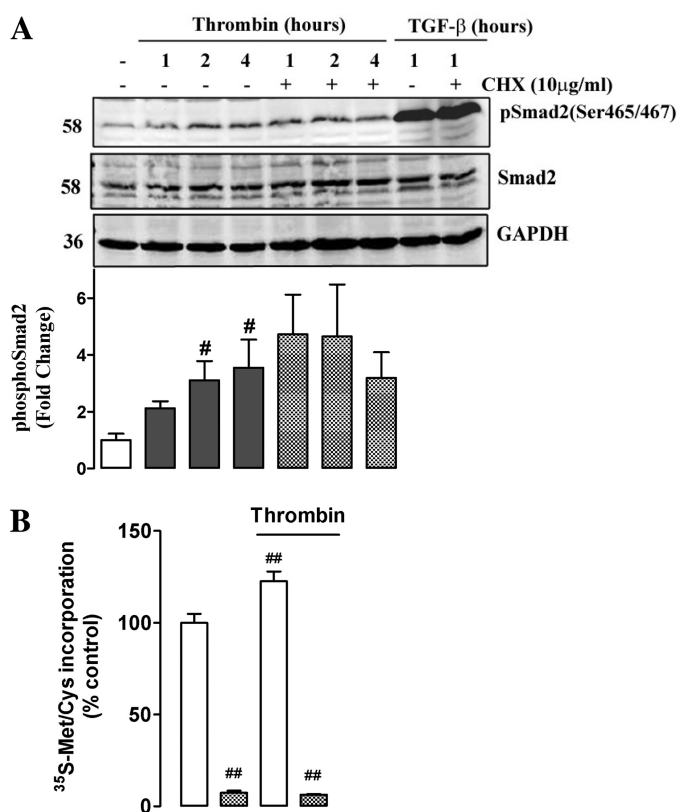 A
Thrombin (hours) TGF-β (hours)
- 1 2 4 1 2 4 1 1
- - - - + + + - + CHX (10μg/ml)
58 pSmad2(Ser465/467)
58 Smad2
36 GAPDH
phosphoSmad2
(Fold Change)
6
4
2
0
# #
B
Thrombin
35S-Met/Cys incorporation
(% control)
150
100
50
0
## ## ##